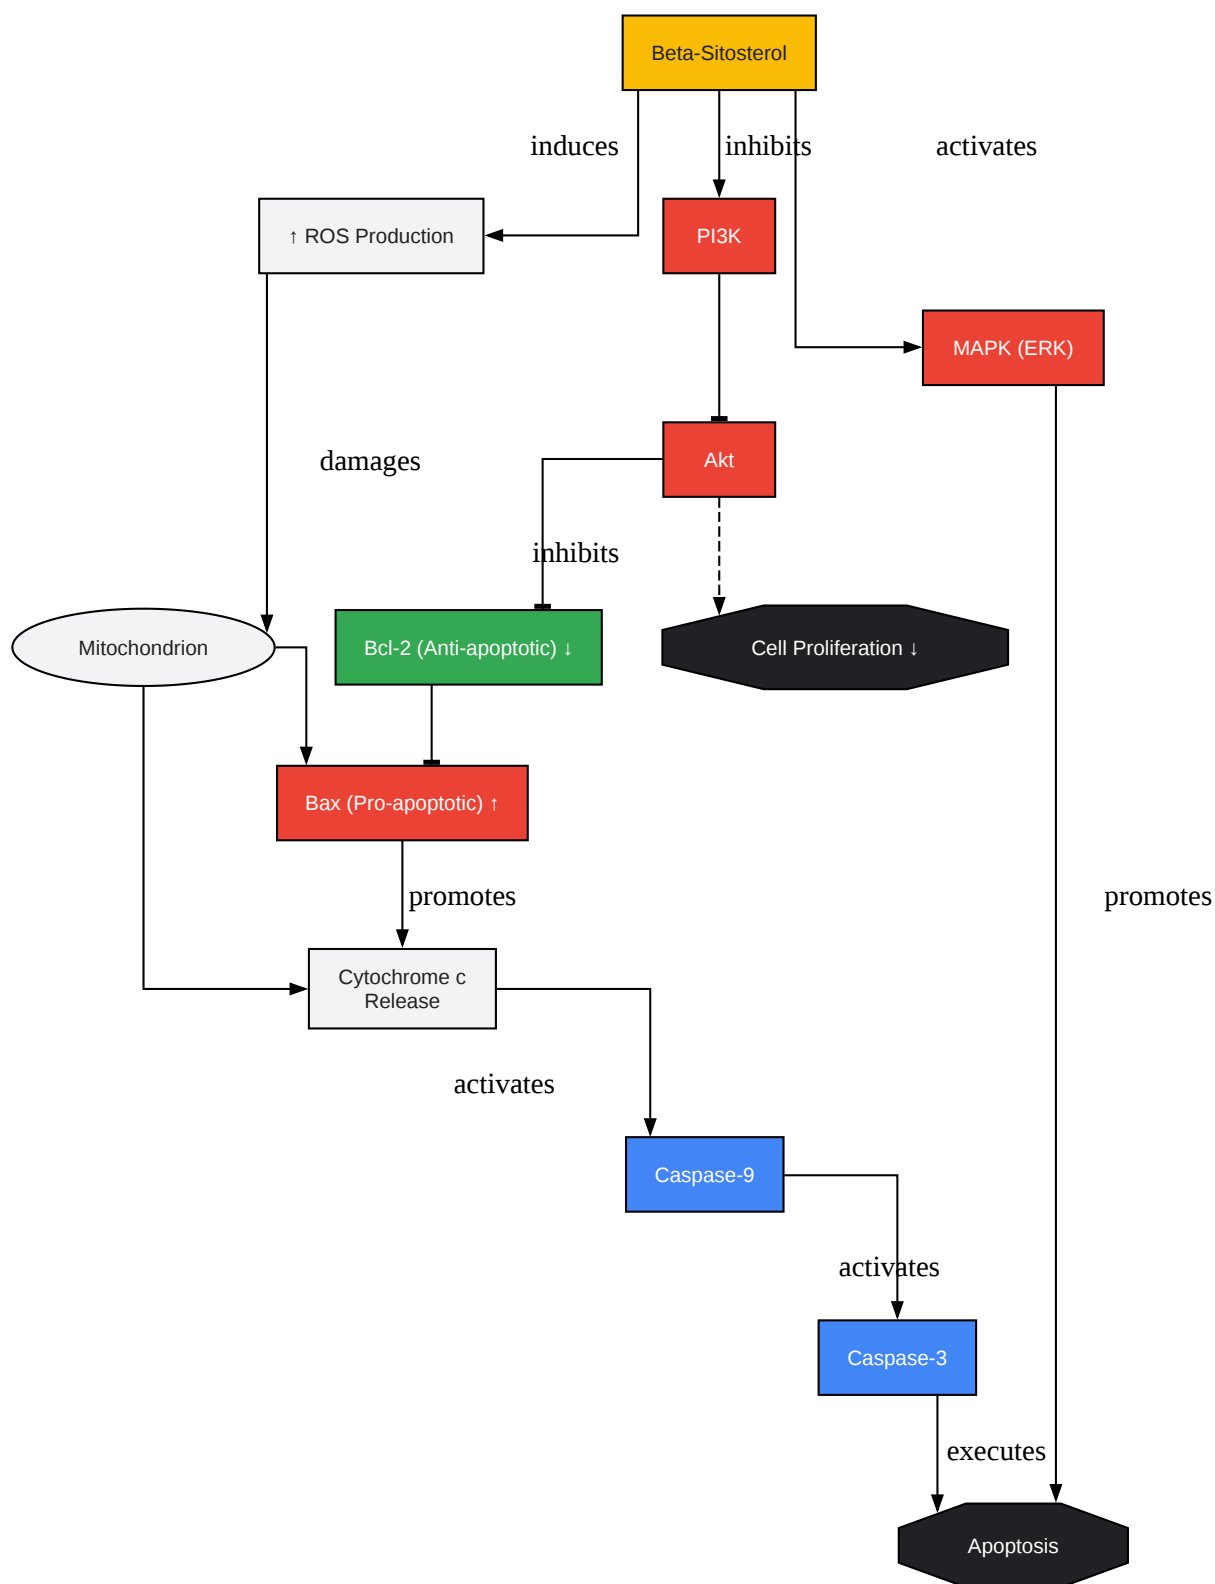 Beta-Sitosterol
induces
inhibits
activates
↑ ROS Production
PI3K
MAPK (ERK)
Akt
damages
inhibits
Mitochondrion
Bcl-2 (Anti-apoptotic) ↓
Cell Proliferation ↓
Bax (Pro-apoptotic) ↑
promotes
promotes
Cytochrome c
Release
activates
Caspase-9
activates
Caspase-3
executes
Apoptosis